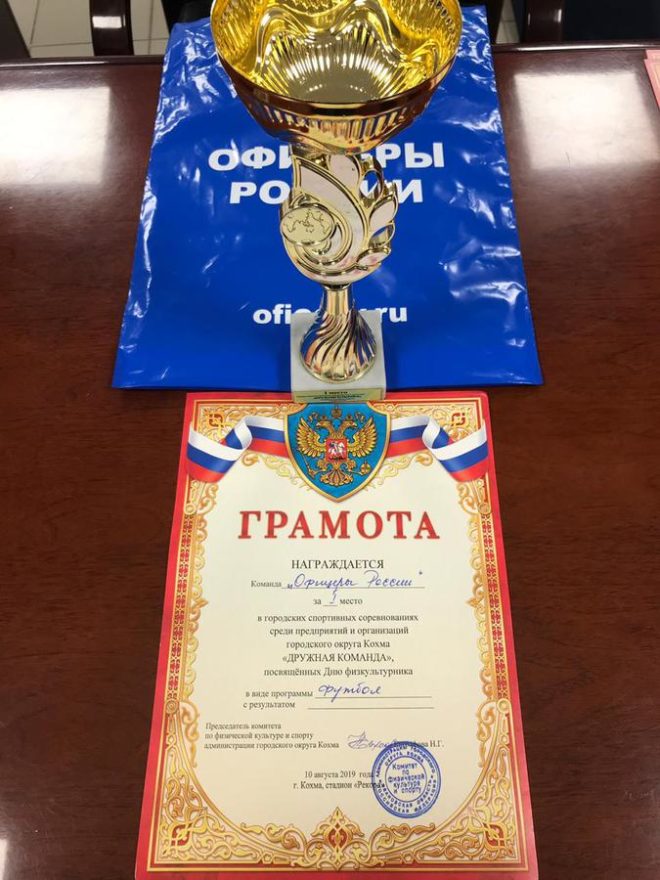 ОФИЦЕРЫ
РОССИИ
1 место
ГРАМОТА
НАГРАЖДАЕТСЯ
Команда „Офицеры России"
за место
в городских спортивных соревнованиях
среди предприятий и организаций
городского округа Кохма
«ДРУЖНАЯ КОМАНДА»,
посвящённых Дню физкультурника
в виде программы футбол
с результатом
Председатель комитета
по физической культуре и спорту
администрации городского округа Кохма Н.Г.
10 августа 2019 года
г. Кохма, стадион «Рекорд»
Комитет
по
физической
культуре
и спорту